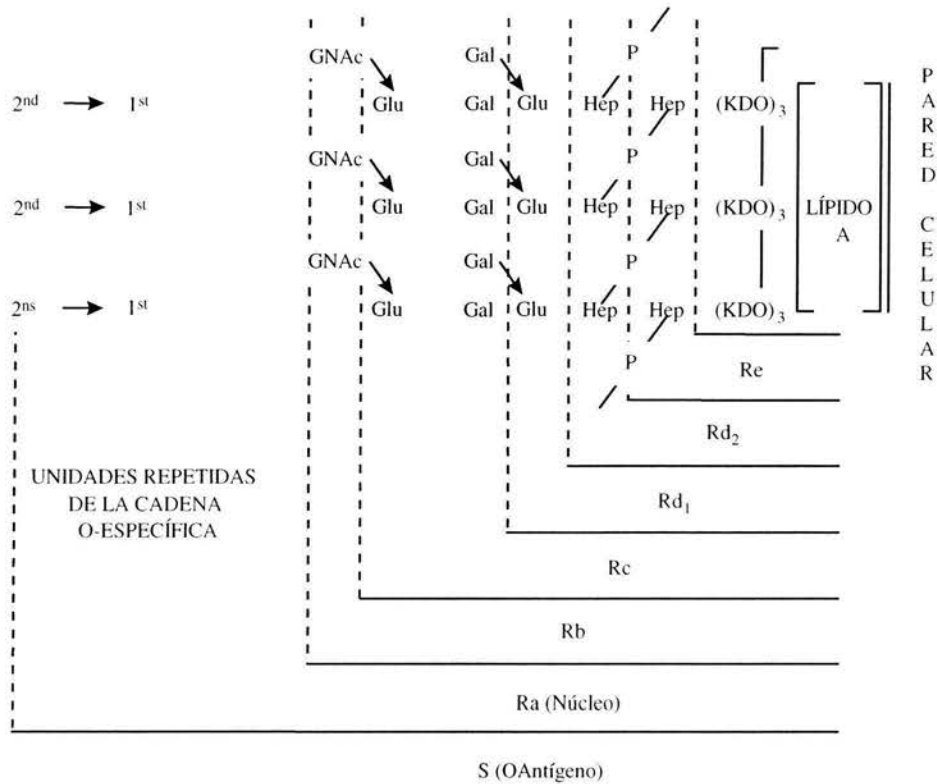 P
GNAc Gal
2nd 1st Glu Gal Glu Hep Hep (KDO)3
GNAc Gal P
2nd 1st Glu Gal Glu Hep Hep (KDO)3
LÍPIDO
A
GNAc Gal P
2ns 1st Glu Gal Glu Hep Hep (KDO)3
P
PARED CELULAR
Re
Rd2
UNIDADES REPETIDAS
DE LA CADENA
O-ESPECÍFICA
Rd1
Rc
Rb
Ra (Núcleo)
S (OAntígeno)